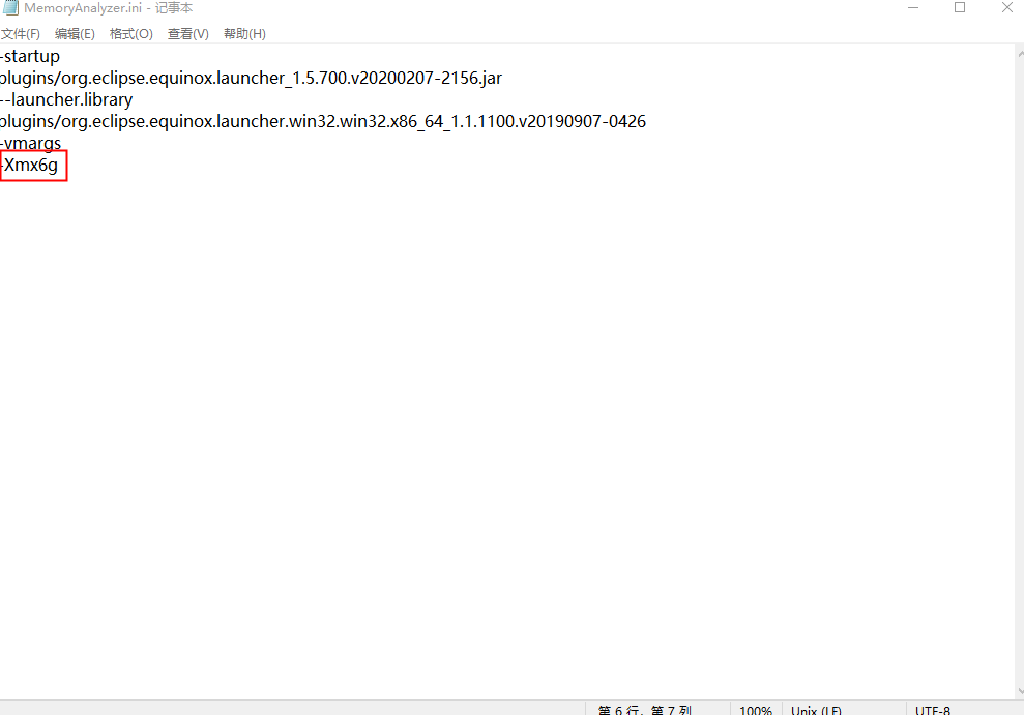 MemoryAnalyzer.ini - 记事本
文件(F) 编辑(E) 格式(O) 查看(V) 帮助(H)
-startup
plugins/org.eclipse.equinox.launcher_1.5.700.v20200207-2156.jar
--launcher.library
plugins/org.eclipse.equinox.launcher.win32.win32.x86_64_1.1.1100.v20190907-0426
-vmargs
-Xmx6g
第 6 行，第 7 列 100% Unix (LF) UTF-8